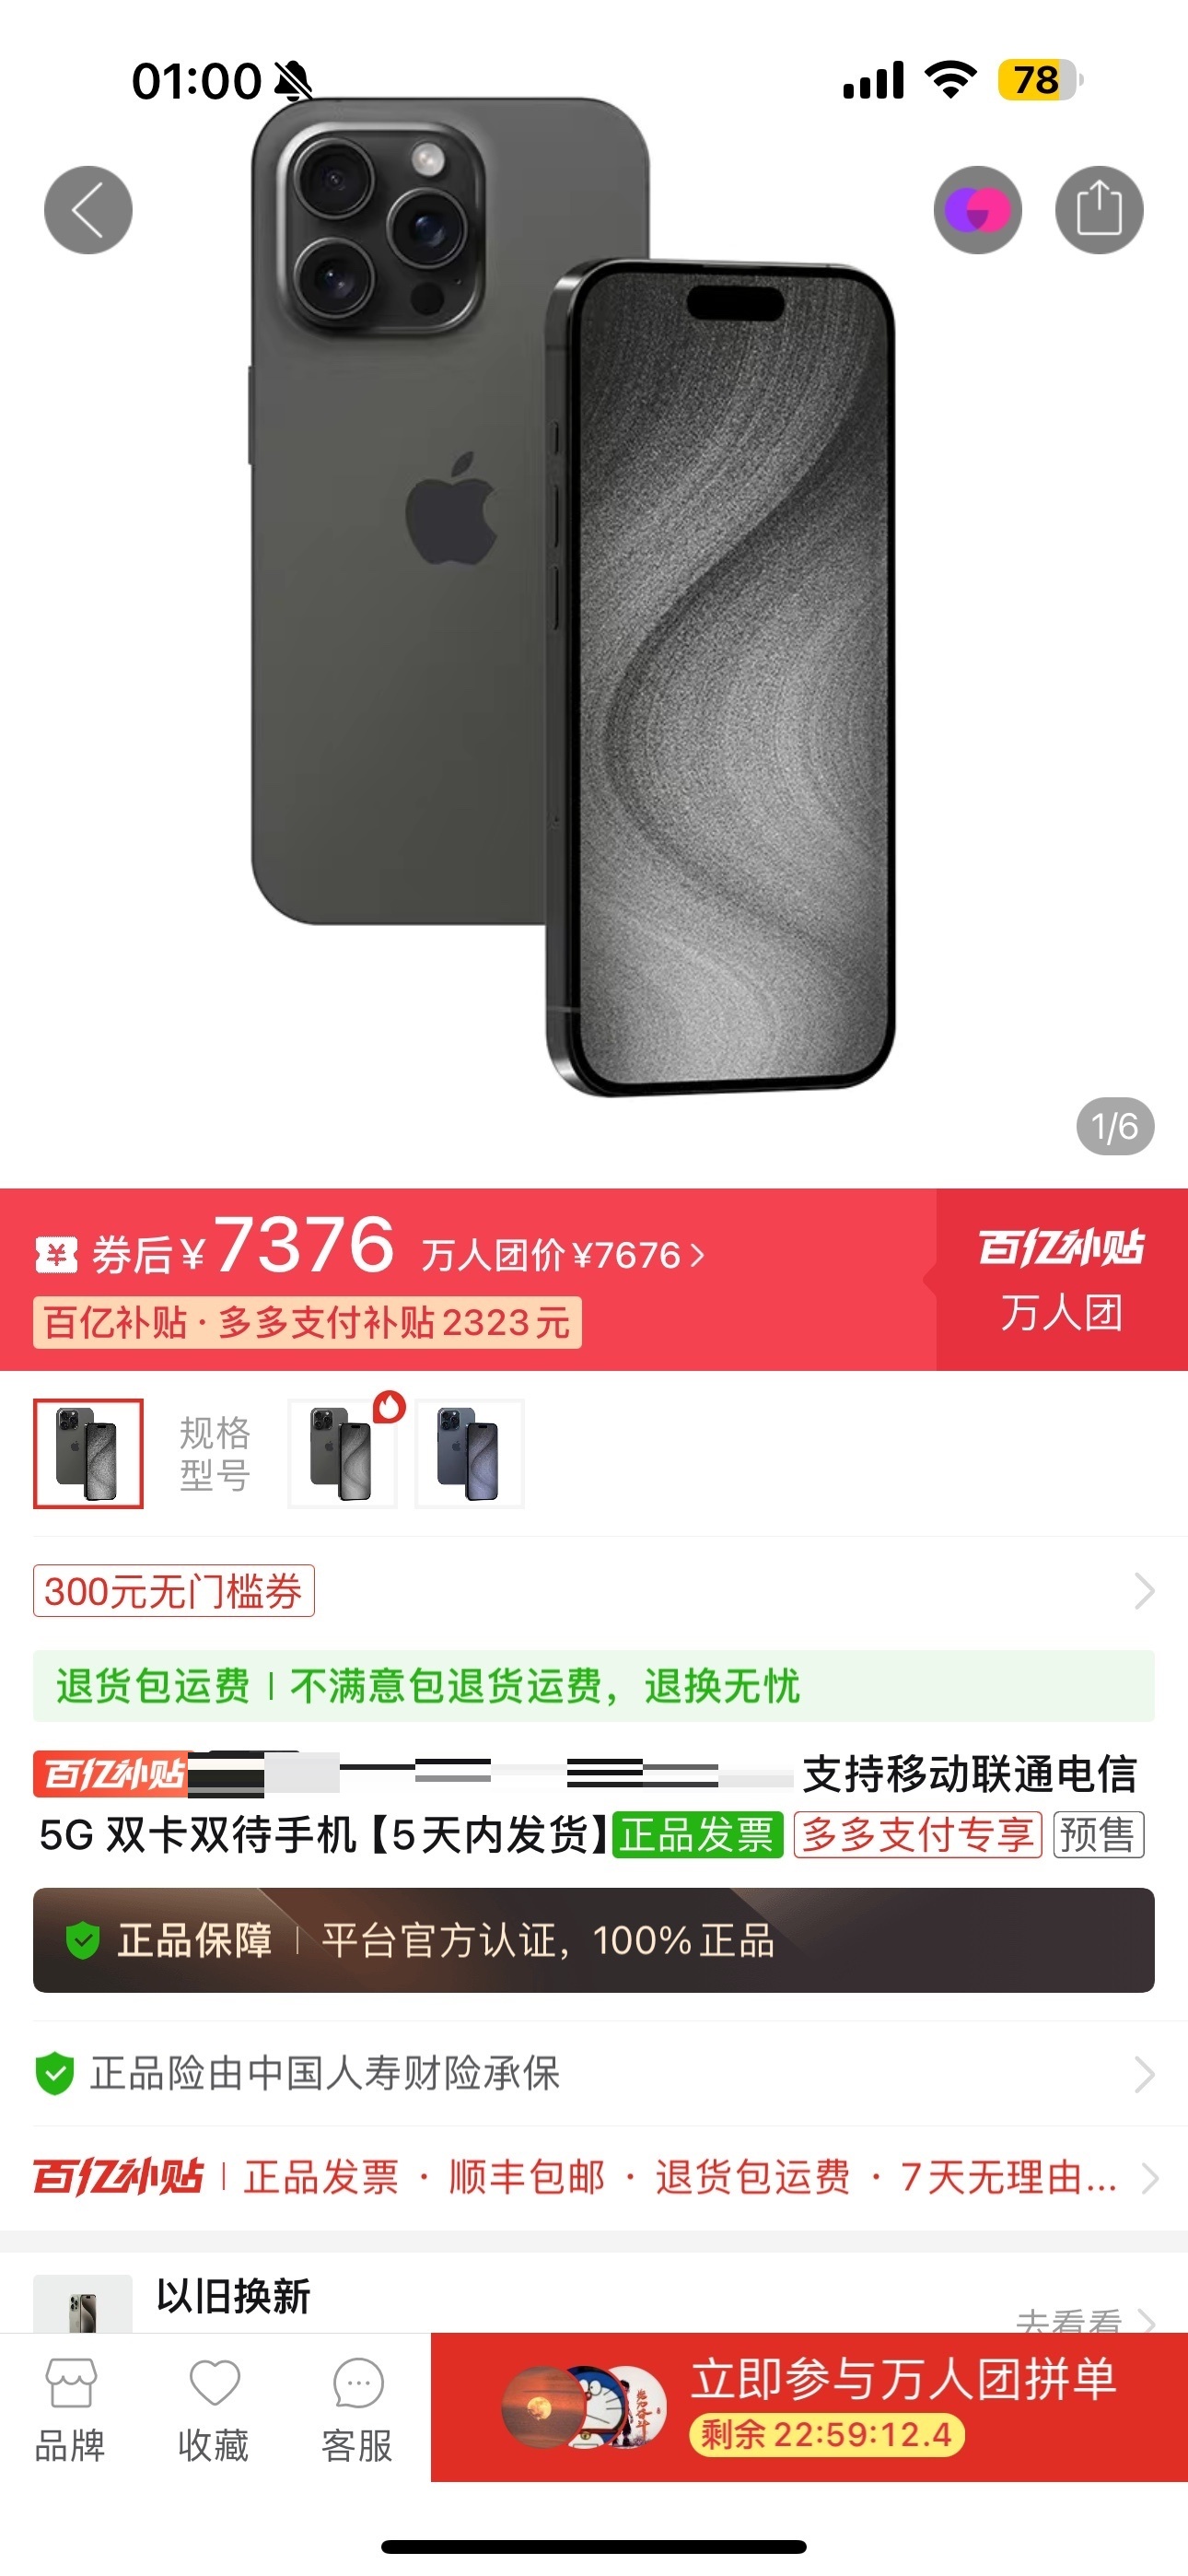 01:00
78
1/6
券后¥7376 万人团价¥7676
百亿补贴
百亿补贴·多多支付补贴2323元
万人团
规格
型号
300元无门槛券
退货包运费 | 不满意包退货运费，退换无忧
百亿补贴
支持移动联通电信
5G 双卡双待手机【5天内发货】正品发票 多多支付专享 预售
正品保障 | 平台官方认证，100%正品
正品险由中国人寿财险承保
百亿补贴 | 正品发票 · 顺丰包邮 · 退货包运费 · 7天无理由...
以旧换新
去看看
品牌
收藏
客服
立即参与万人团拼单
剩余22:59:12.4